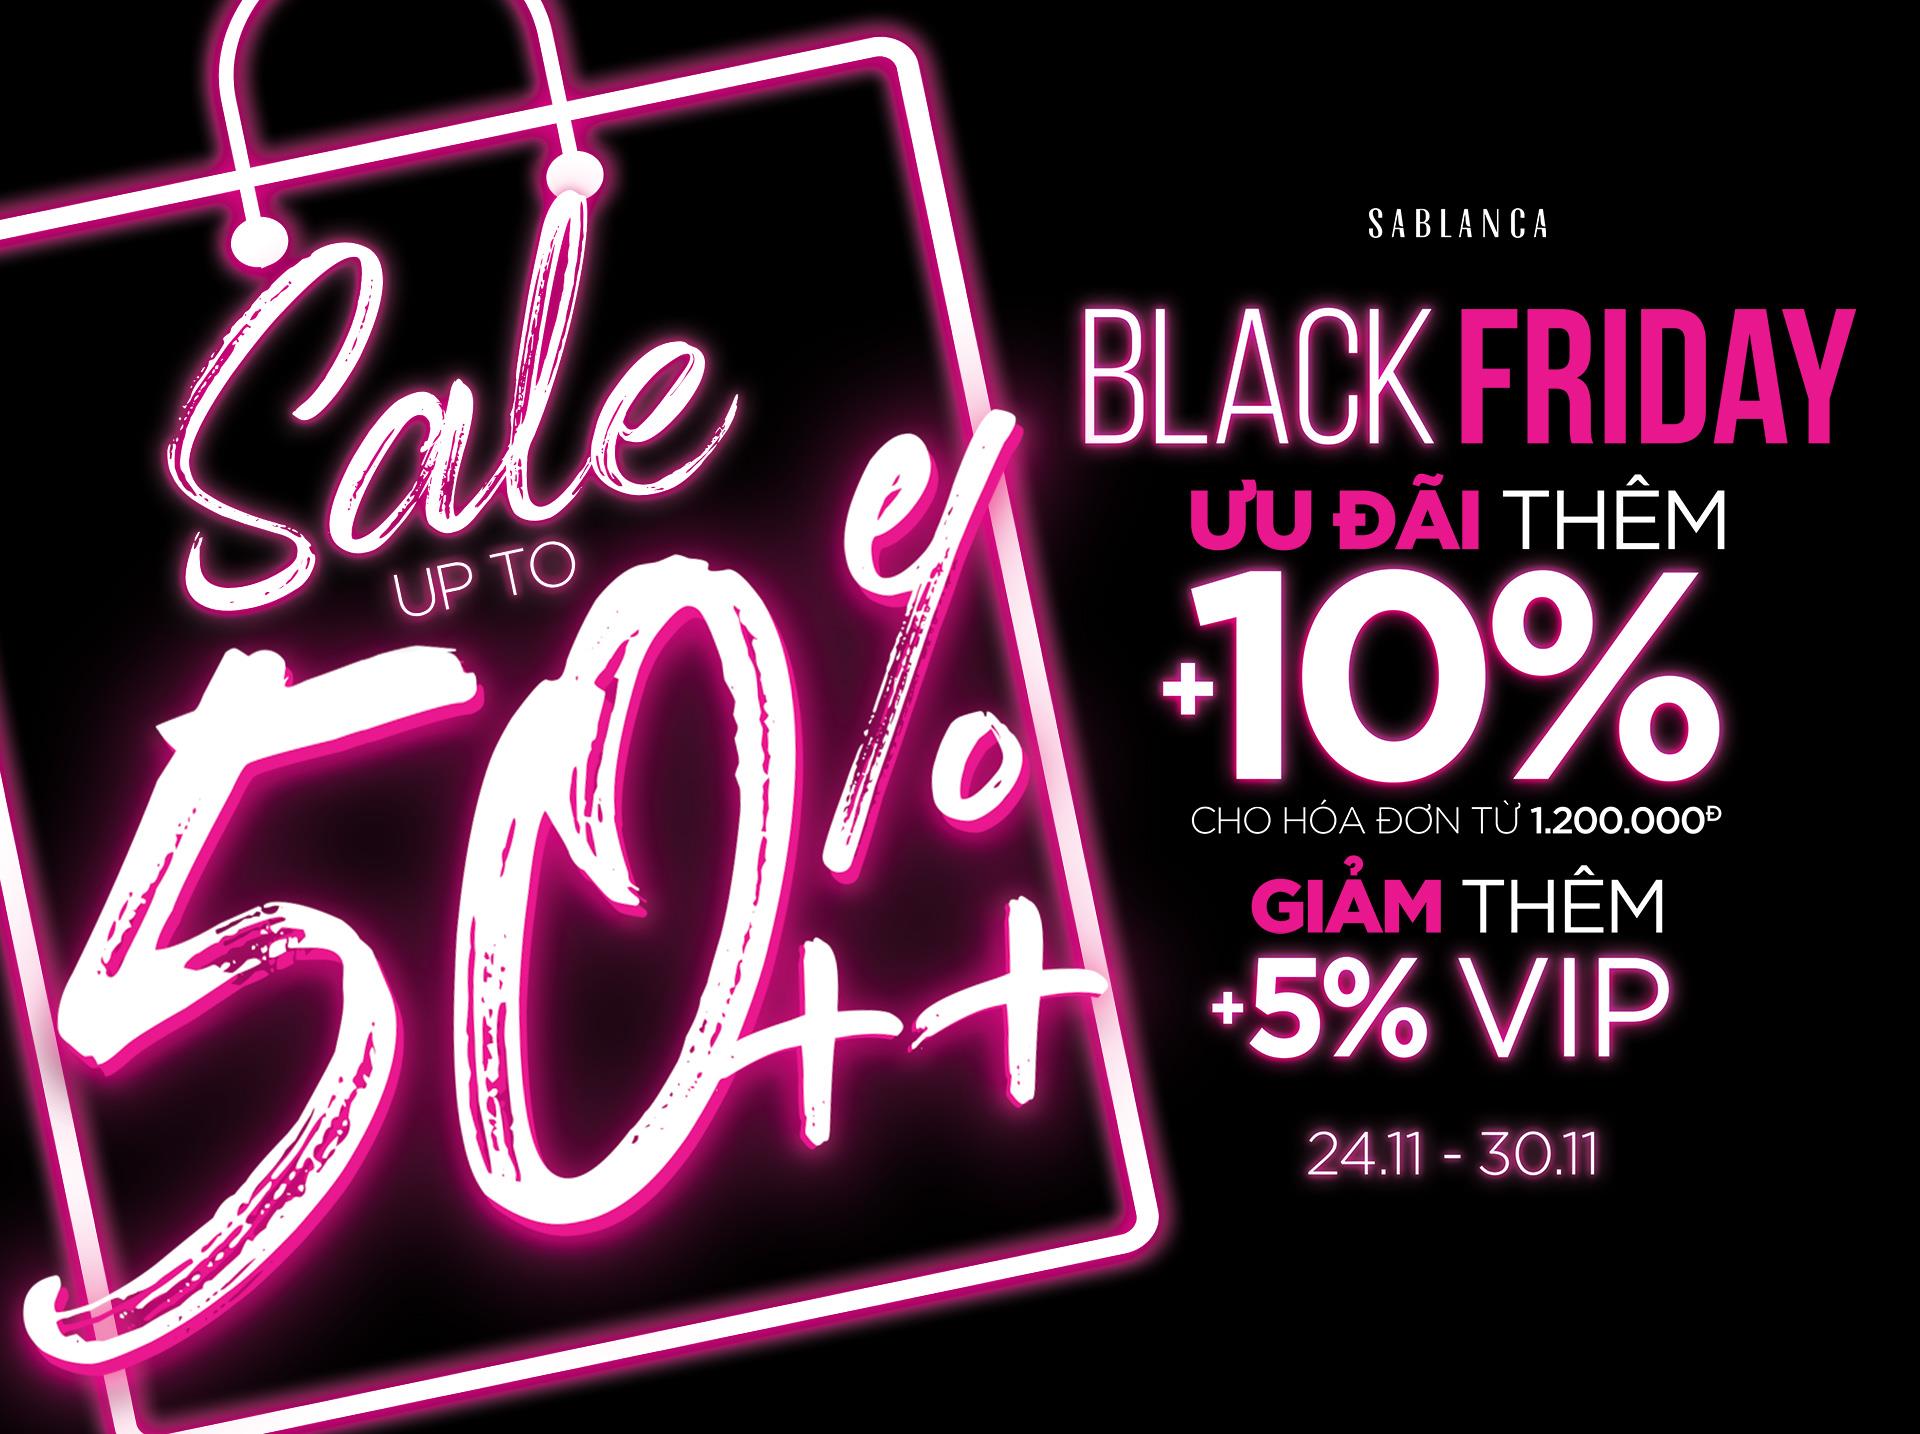 Sale
UP TO
50%++
SABLANCA
BLACK FRIDAY
ƯU ĐÃI THÊM
+10%
CHO HÓA ĐƠN TỪ 1.200.000Đ
GIẢM THÊM
+5% VIP
24.11 - 30.11